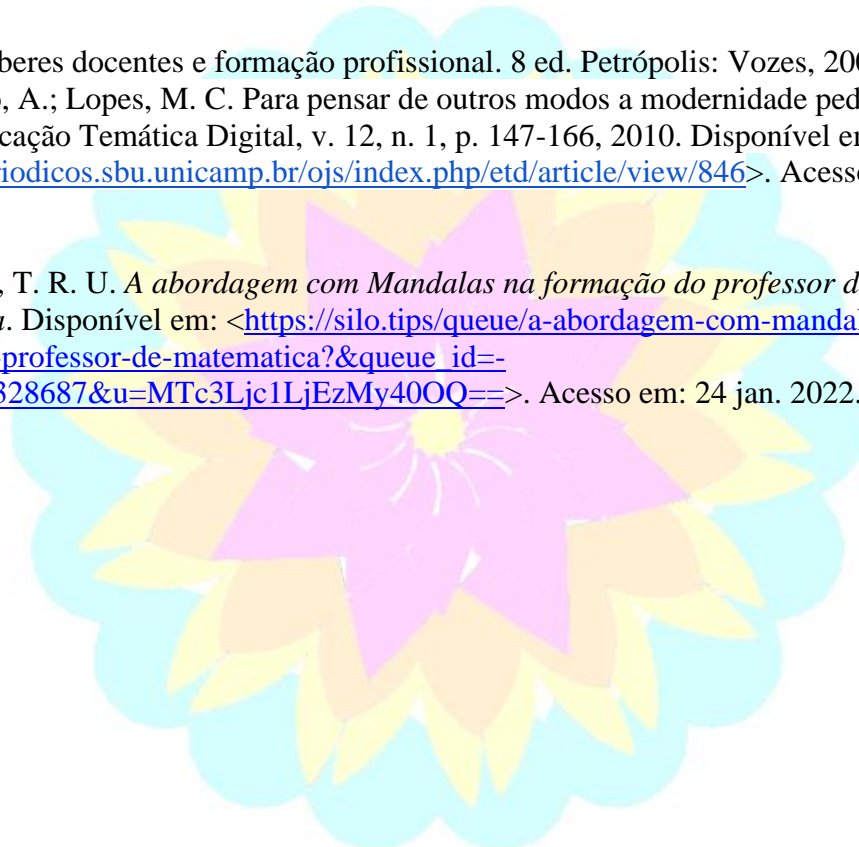 beres docentes e formação profissional. 8 ed. Petrópolis: Vozes, 200
, A.; Lopes, M. C. Para pensar de outros modos a modernidade ped
cação Temática Digital, v. 12, n. 1, p. 147-166, 2010. Disponível em
riodicos.sbu.unicamp.br/ojs/index.php/etd/article/view/846>. Acesso
, T. R. U. A abordagem com Mandalas na formação do professor d
a. Disponível em: <https://silo.tips/queue/a-abordagem-com-mandal
-professor-de-matematica?&queue_id=-
328687&u=MTc3Ljc1LjEzMy40OQ==>. Acesso em: 24 jan. 2022.